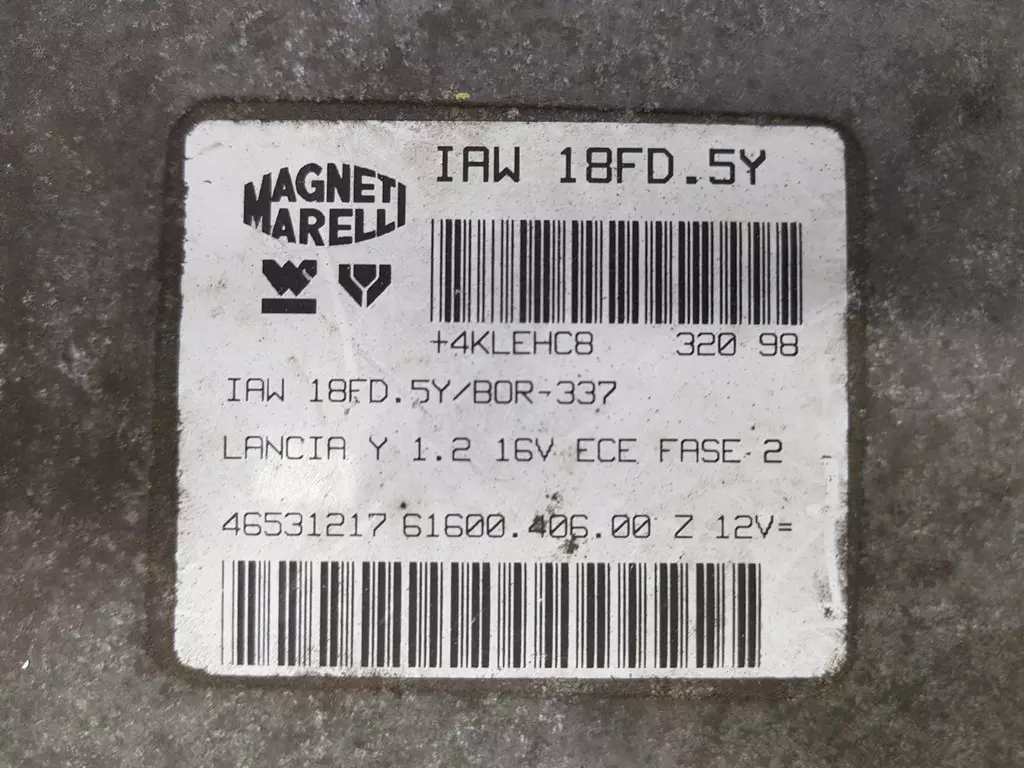 MAGNETI
MARELLI
IAW 18FD.5Y
+4KLEHC8 320 98
IAW 18FD.5Y/BOR-337
LANCIA Y 1.2 16V ECE FASE 2
46531217 61600.406.00 Z 12V=